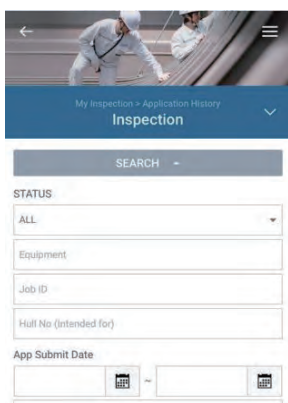 My Inspection > Application History
Inspection
SEARCH
STATUS
ALL
Equipment
Job ID
Hull No (Intended for)
App Submit Date
~